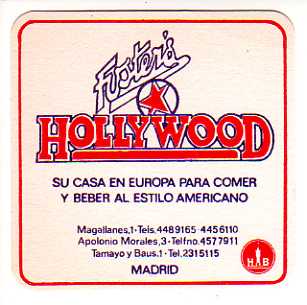 Foster's
HOLLYWOOD
SU CASA EN EUROPA PARA COMER
Y BEBER AL ESTILO AMERICANO
Magallanes,1·Tels.4489165·4456110
Apolonio Morales,3·Telfno.4577911
Tamayo y Baus.1·Tel.2315115
MADRID
H B